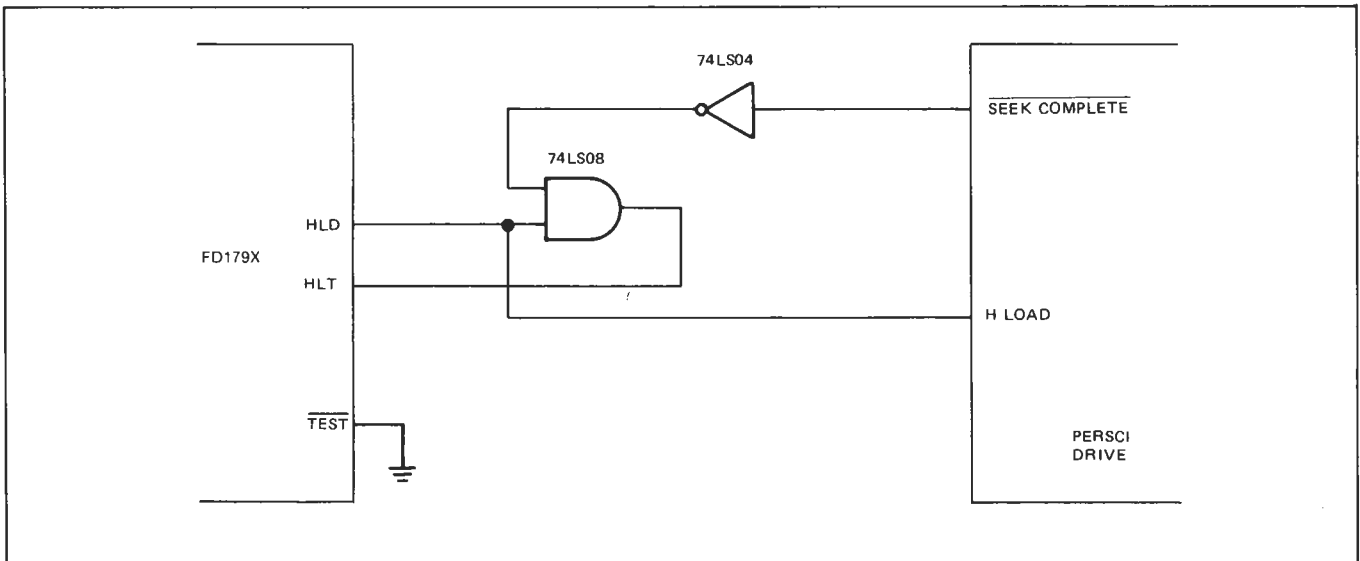 74LS04
SEEK COMPLETE
74LS08
HLD
FD179X
HLT
H LOAD
TEST
PERSCI
DRIVE